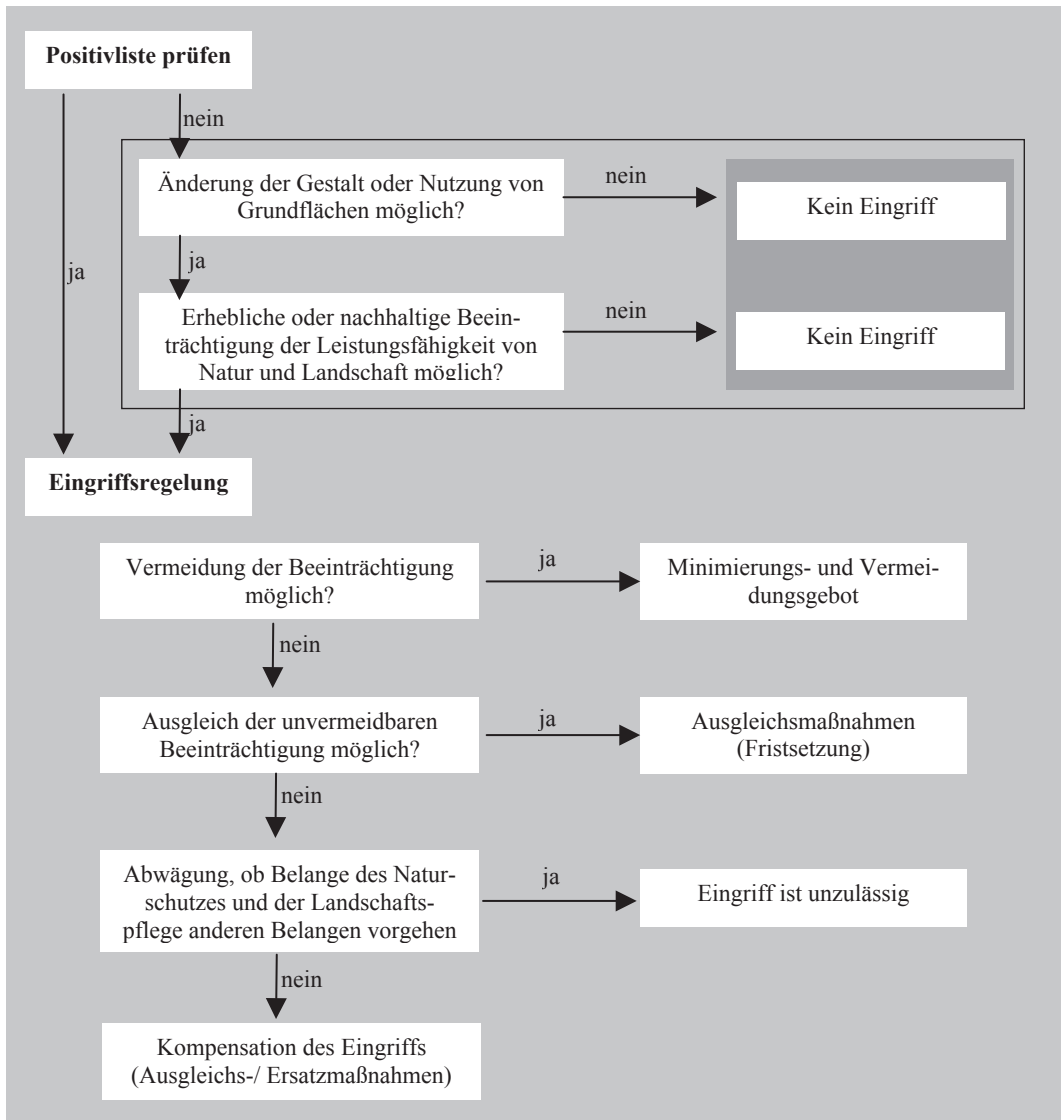 Positivliste prüfen
nein
Änderung der Gestalt oder Nutzung von
Grundflächen möglich?
nein
Kein Eingriff
ja
ja
Erhebliche oder nachhaltige Beein-
trächtigung der Leistungsfähigkeit von
Natur und Landschaft möglich?
nein
Kein Eingriff
ja
Eingriffsregelung
Vermeidung der Beeinträchtigung
möglich?
ja
Minimierungs- und Vermei-
dungsgebot
nein
Ausgleich der unvermeidbaren
Beeinträchtigung möglich?
ja
Ausgleichsmaßnahmen
(Fristsetzung)
nein
Abwägung, ob Belange des Natur-
schutzes und der Landschafts-
pflege anderen Belangen vorgehen
ja
Eingriff ist unzulässig
nein
Kompensation des Eingriffs
(Ausgleichs-/ Ersatzmaßnahmen)